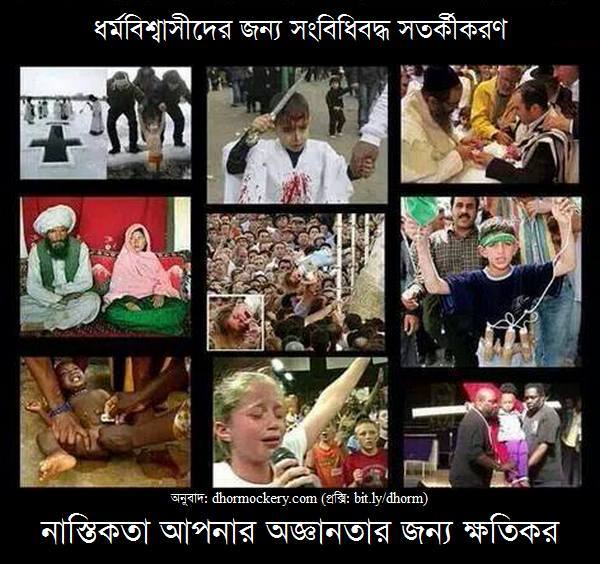 ধর্মবিশ্বাসীদের জন্য সংবিধিবদ্ধ সতর্কীকরণ
অনুবাদ: dhormockery.com (প্রক্সি: bit.ly/dhorm)
নাস্তিকতা আপনার অজ্ঞানতার জন্য ক্ষতিকর